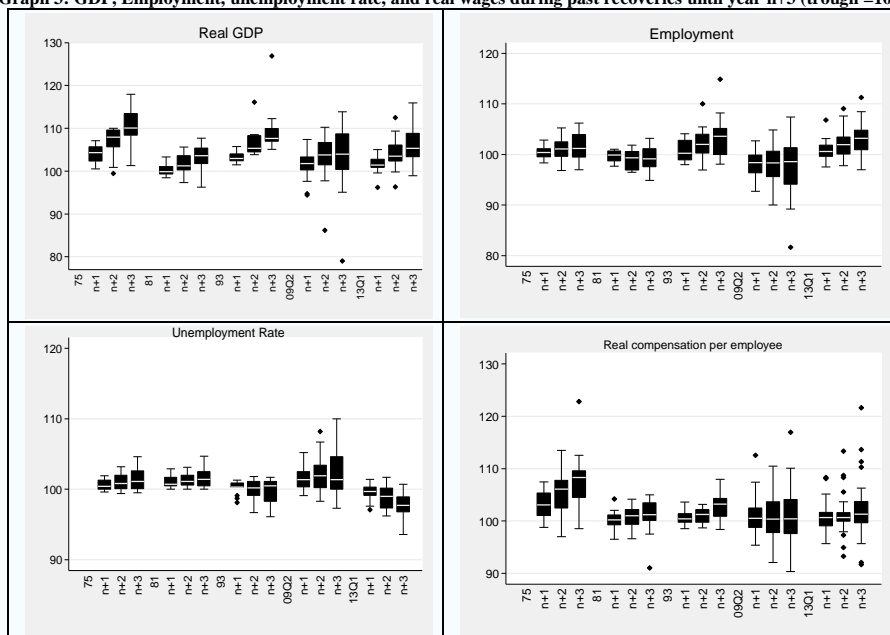 GDP, Employment, unemployment rate, and real wages during past recoveries until year n+3 (trough =10
Real GDP
130
120
110
100
90
80
75 n+1 n+2 n+3 81 n+1 n+2 n+3 93 n+1 n+2 n+3 09Q2 n+1 n+2 n+3 13Q1 n+1 n+2 n+3
Employment
120
110
100
90
80
75 n+1 n+2 n+3 81 n+1 n+2 n+3 93 n+1 n+2 n+3 09Q2 n+1 n+2 n+3 13Q1 n+1 n+2 n+3
Unemployment Rate
120
110
100
90
75 n+1 n+2 n+3 81 n+1 n+2 n+3 93 n+1 n+2 n+3 09Q2 n+1 n+2 n+3 13Q1 n+1 n+2 n+3
Real compensation per employee
130
120
110
100
90
75 n+1 n+2 n+3 81 n+1 n+2 n+3 93 n+1 n+2 n+3 09Q2 n+1 n+2 n+3 13Q1 n+1 n+2 n+3